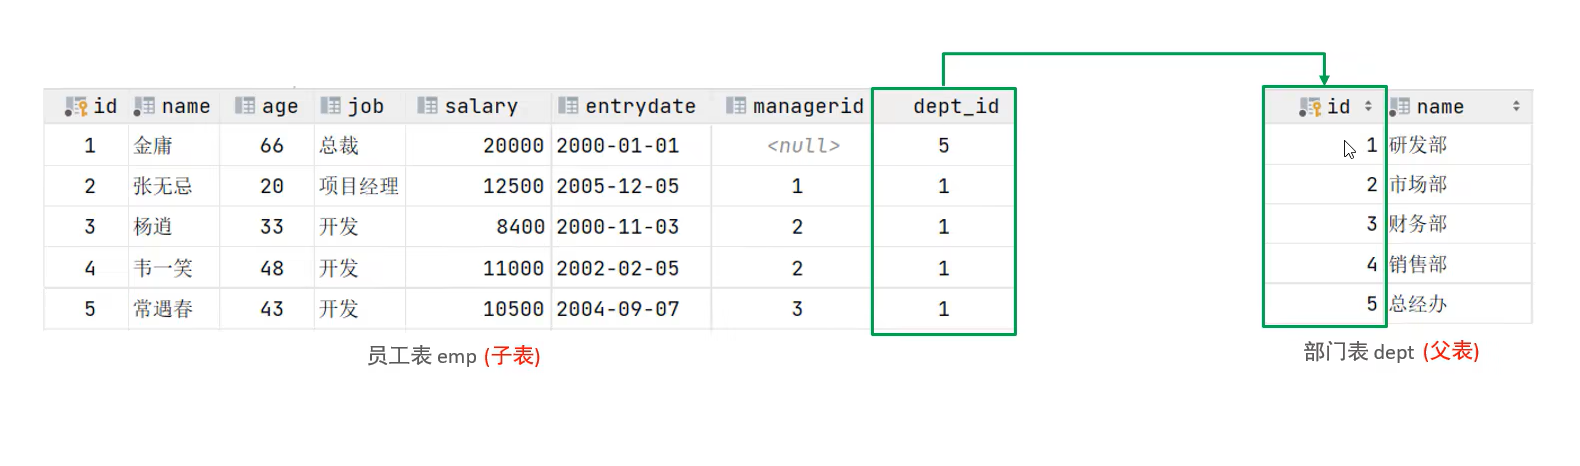 id name age job salary entrydate managerid dept_id
1 金庸 66 总裁 20000 2000-01-01 <null> 5
2 张无忌 20 项目经理 12500 2005-12-05 1 1
3 杨逍 33 开发 8400 2000-11-03 2 1
4 韦一笑 48 开发 11000 2002-02-05 2 1
5 常遇春 43 开发 10500 2004-09-07 3 1
员工表 emp (子表)
id name
1 研发部
2 市场部
3 财务部
4 销售部
5 总经办
部门表 dept (父表)